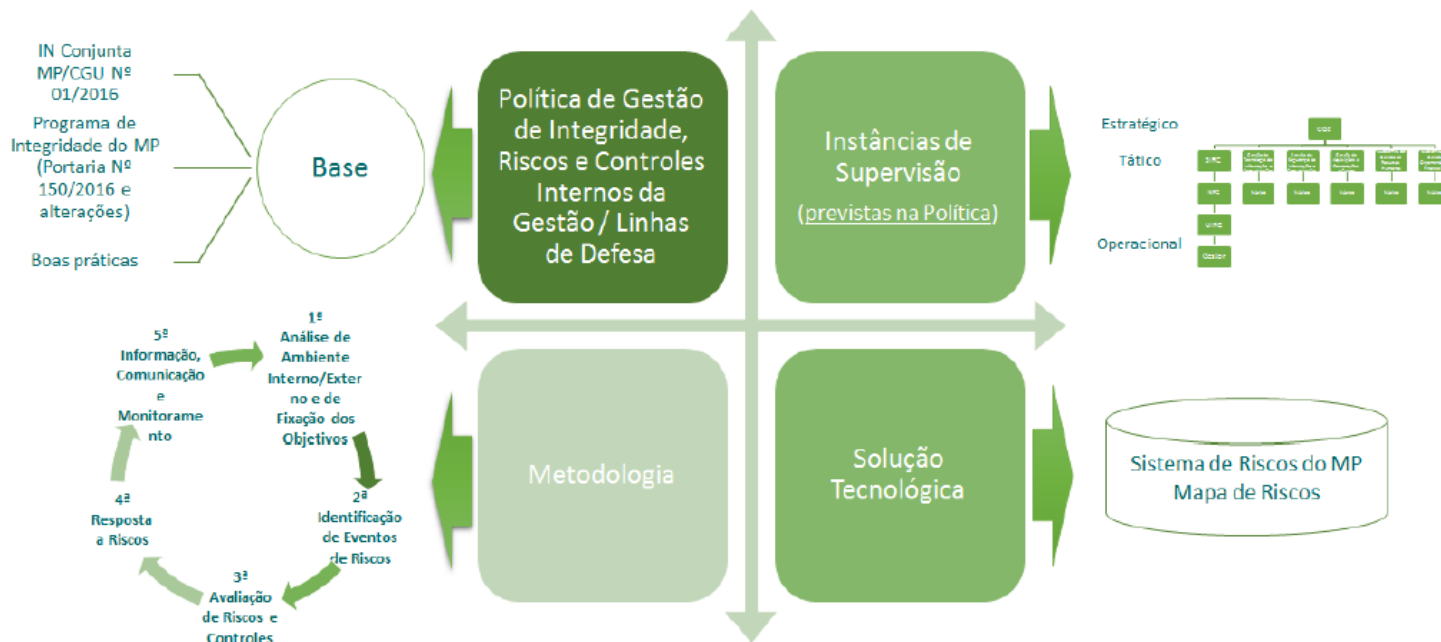 IN Conjunta
MP/CGU Nº
01/2016
Programa de
Integridade do MP
(Portaria Nº
150/2016 e
alterações)
Boas práticas
Base
Política de Gestão
de Integridade,
Riscos e Controles
Internos da
Gestão / Linhas
de Defesa
Instâncias de
Supervisão
(previstas na Política)
Estratégico
Tático
Operacional
Gestor
1ª
Análise de
Ambiente
Interno/Exter
no e de
Fixação dos
Objetivos
2ª
Identificação
de Eventos
de Riscos
3ª
Avaliação
de Riscos e
Controles
4ª
Resposta
a Riscos
5ª
Informação,
Comunicação
e
Monitorame
nto
Metodologia
Solução
Tecnológica
Sistema de Riscos do MP
Mapa de Riscos